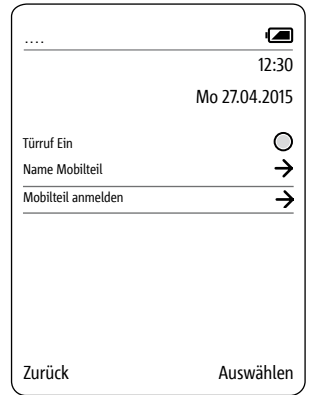 ....
12:30
Mo 27.04.2015
Türruf Ein
Name Mobilteil
Mobilteil anmelden
Zurück Auswählen